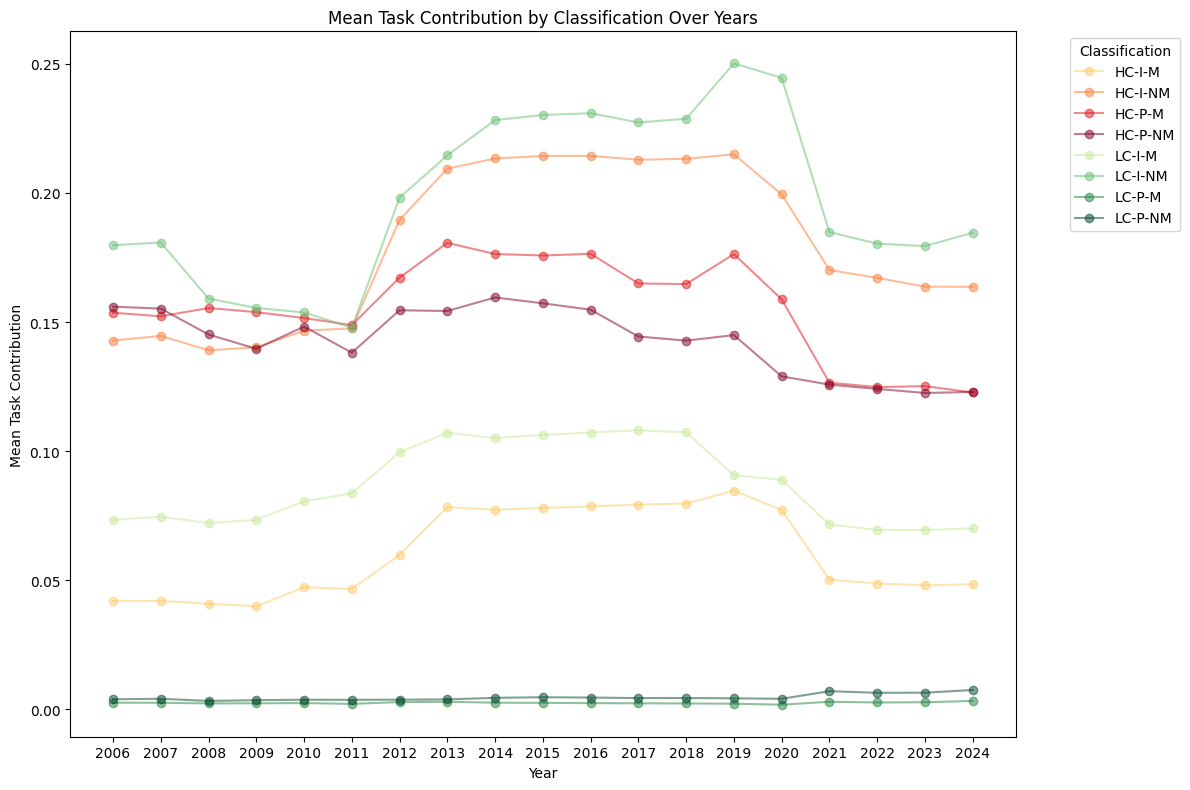 Mean Task Contribution by Classification Over Years
Classification
HC-I-M
HC-I-NM
HC-P-M
HC-P-NM
LC-I-M
LC-I-NM
LC-P-M
LC-P-NM
Mean Task Contribution
0.25
0.20
0.15
0.10
0.05
0.00
2006 2007 2008 2009 2010 2011 2012 2013 2014 2015 2016 2017 2018 2019 2020 2021 2022 2023 2024
Year